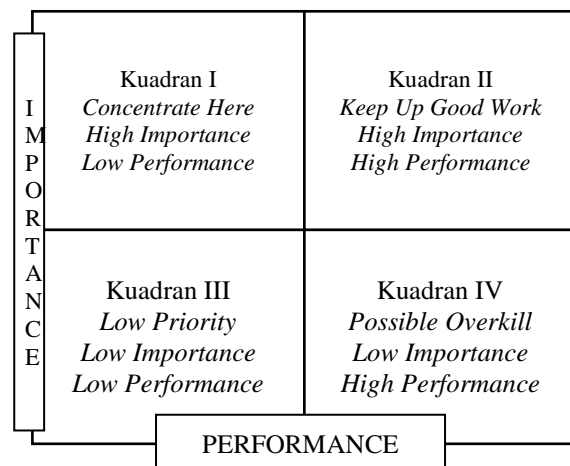 IMPORTANCE
Kuadran I
Concentrate Here
High Importance
Low Performance
Kuadran II
Keep Up Good Work
High Importance
High Performance
Kuadran III
Low Priority
Low Importance
Low Performance
Kuadran IV
Possible Overkill
Low Importance
High Performance
PERFORMANCE